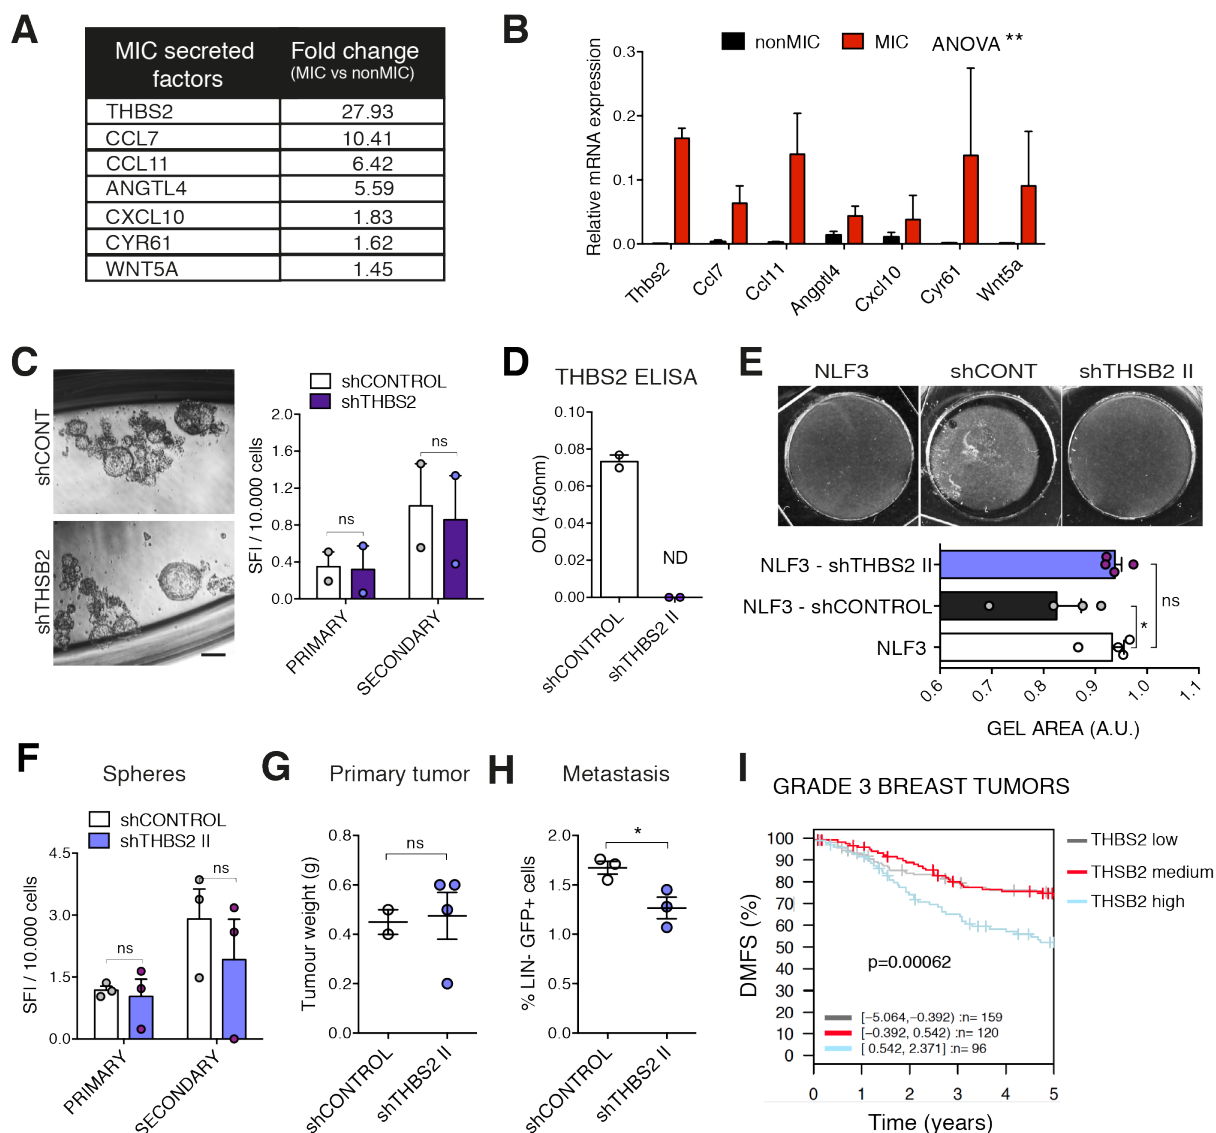 A
MIC secreted factors
Fold change
(MIC vs nonMIC)
THBS2 27.93
CCL7 10.41
CCL11 6.42
ANGTL4 5.59
CXCL10 1.83
CYR61 1.62
WNT5A 1.45
B
nonMIC MIC ANOVA **
Relative mRNA expression
0.3
0.2
0.1
0.0
Thbs2 Ccl7 Ccl11 Angptl4 Cxcl10 Cyr61 Wnt5a
C
shCONT
shTHSB2
shCONTROL
shTHBS2
SFI / 10.000 cells
2.0
1.6
1.2
0.8
0.4
0.0
ns
ns
PRIMARY SECONDARY
D
THBS2 ELISA
OD (450nm)
0.10
0.08
0.06
0.04
0.02
0.00
ND
shCONTROL shTHBS2 II
E
NLF3 shCONT shTHSB2 II
NLF3 - shTHBS2 II
NLF3 - shCONTROL
NLF3
*
ns
0.6 0.7 0.8 0.9 1.0 1.1
GEL AREA (A.U.)
F
Spheres
shCONTROL
shTHBS2 II
SFI / 10.000 cells
4.5
3.0
1.5
0.0
ns
ns
PRIMARY SECONDARY
G
Primary tumor
Tumour weight (g)
0.8
0.6
0.4
0.2
0.0
ns
shCONTROL shTHBS2 II
H
Metastasis
% LIN- GFP+ cells
2.0
1.5
1.0
0.5
0.0
*
shCONTROL shTHBS2 II
I
GRADE 3 BREAST TUMORS
DMFS (%)
100
90
80
70
60
50
40
30
20
10
0
THBS2 low
THSB2 medium
THSB2 high
p=0.00062
[−5.064,−0.392) :n= 159
[-0.392, 0.542) :n= 120
[ 0.542, 2.371] :n= 96
0 1 2 3 4 5
Time (years)